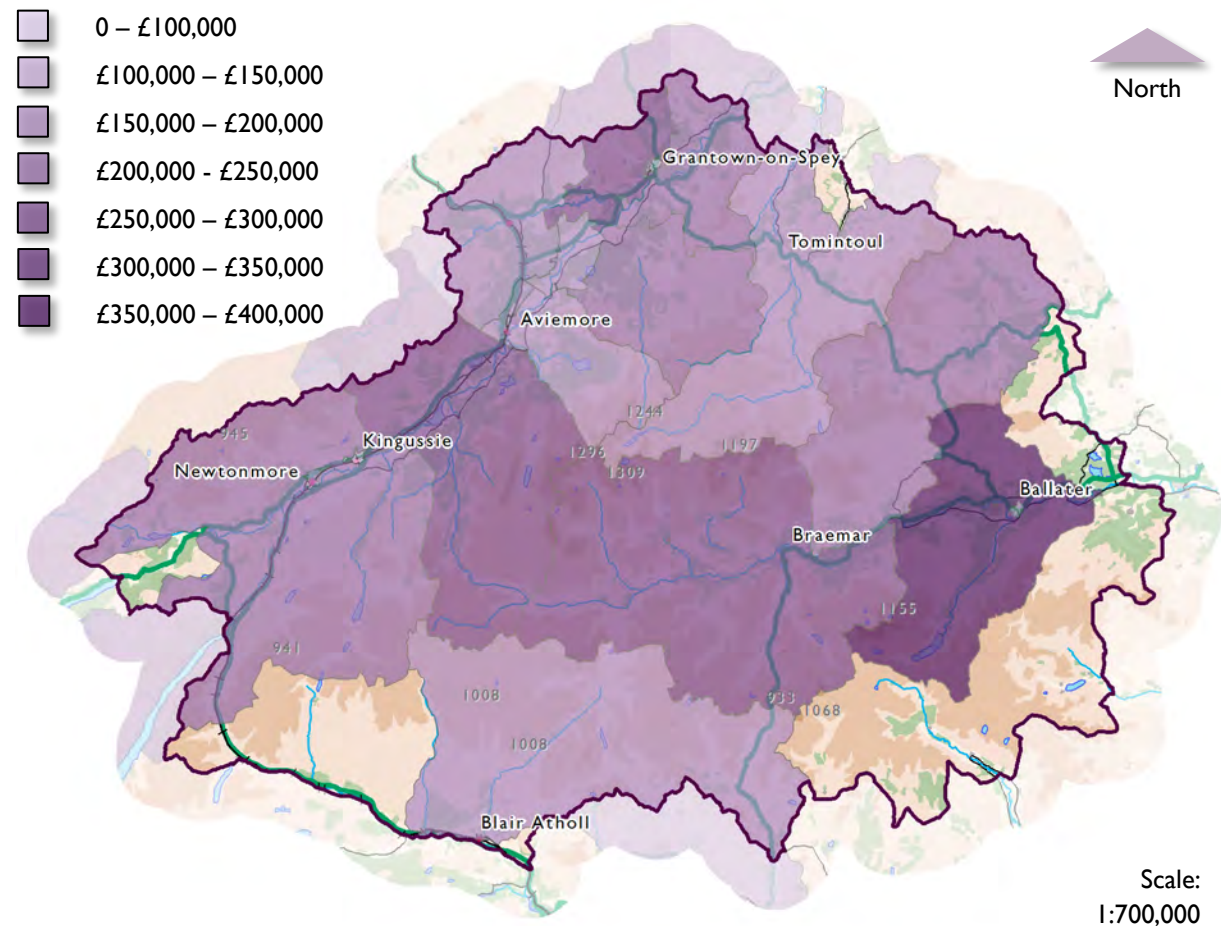 0 – £100,000
£100,000 – £150,000
£150,000 – £200,000
£200,000 - £250,000
£250,000 – £300,000
£300,000 – £350,000
£350,000 – £400,000
North
Grantown-on-Spey
Tomintoul
Aviemore
1244
945
Kingussie
1296
1197
Newtonmore
1309
Ballater
Braemar
1155
941
1008
933
1068
1008
Blair Atholl
Scale:
1:700,000